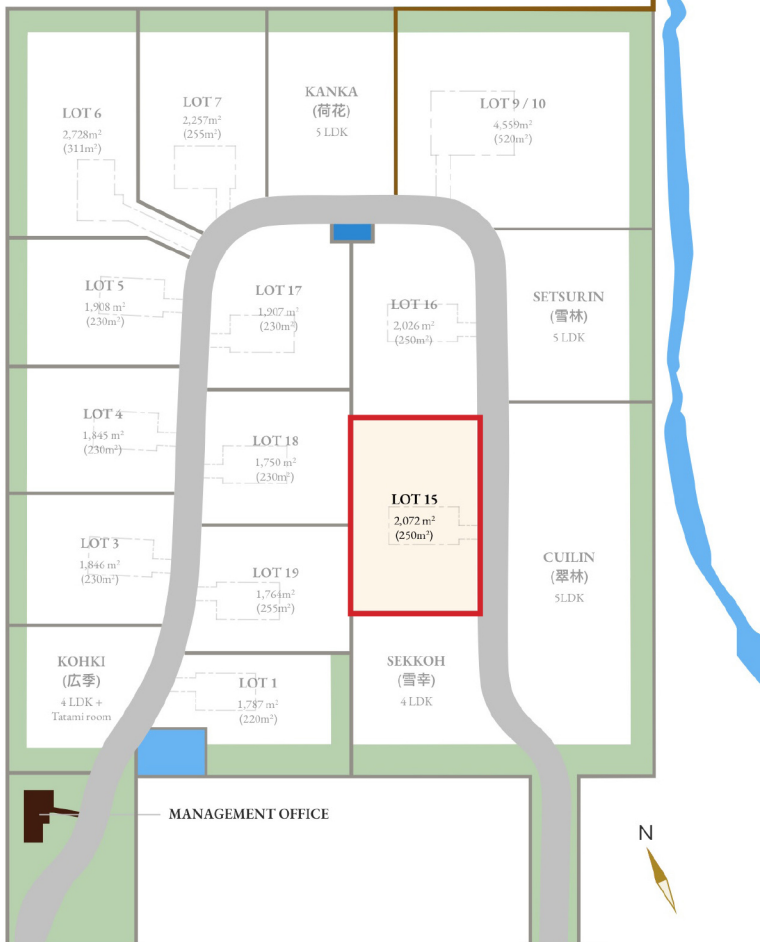 LOT 6
2,728m²
(311m²)
LOT 7
2,257m²
(255m²)
KANKA
(荷花)
5 LDK
LOT 9 / 10
4,559m²
(520m²)
LOT 5
1,908 m²
(230m²)
LOT 17
1,907 m²
(230m²)
LOT 16
2,026 m²
(250m²)
SETSURIN
(雪林)
5 LDK
LOT 4
1,845 m²
(230m²)
LOT 18
1,750 m²
(230m²)
LOT 15
2,072 m²
(250m²)
LOT 3
1,846 m²
(230m²)
LOT 19
1,764m²
(255m²)
CUILIN
(翠林)
5LDK
KOHKI
(広季)
4 LDK +
Tatami room
LOT 1
1,787 m²
(220m²)
SEKKOH
(雪幸)
4 LDK
MANAGEMENT OFFICE
N